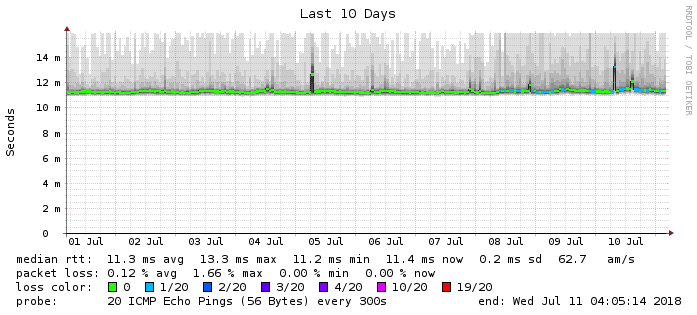 Last 10 Days
RRDTOOL / TOBI OETIKER
Seconds
14 m
12 m
10 m
8 m
6 m
4 m
2 m
0
01 Jul 02 Jul 03 Jul 04 Jul 05 Jul 06 Jul 07 Jul 08 Jul 09 Jul 10 Jul
median rtt: 11.3 ms avg 13.3 ms max 11.2 ms min 11.4 ms now 0.2 ms sd 62.7 am/s
packet loss: 0.12 % avg 1.66 % max 0.00 % min 0.00 % now
loss color: 0 1/20 2/20 3/20 4/20 10/20 19/20
probe: 20 ICMP Echo Pings (56 Bytes) every 300s end: Wed Jul 11 04:05:14 2018